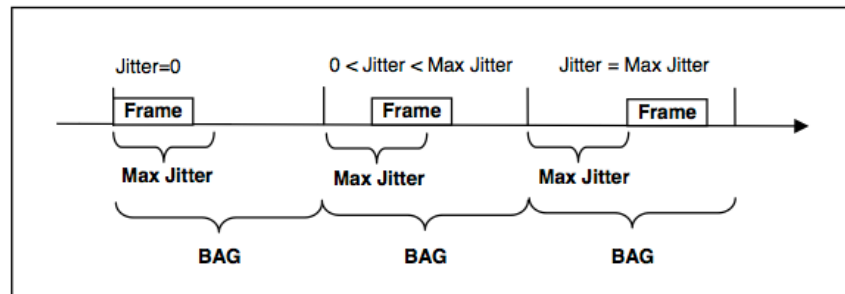 Jitter=0 0 < Jitter < Max Jitter Jitter = Max Jitter
Frame Frame Frame
Max Jitter Max Jitter Max Jitter
BAG BAG BAG